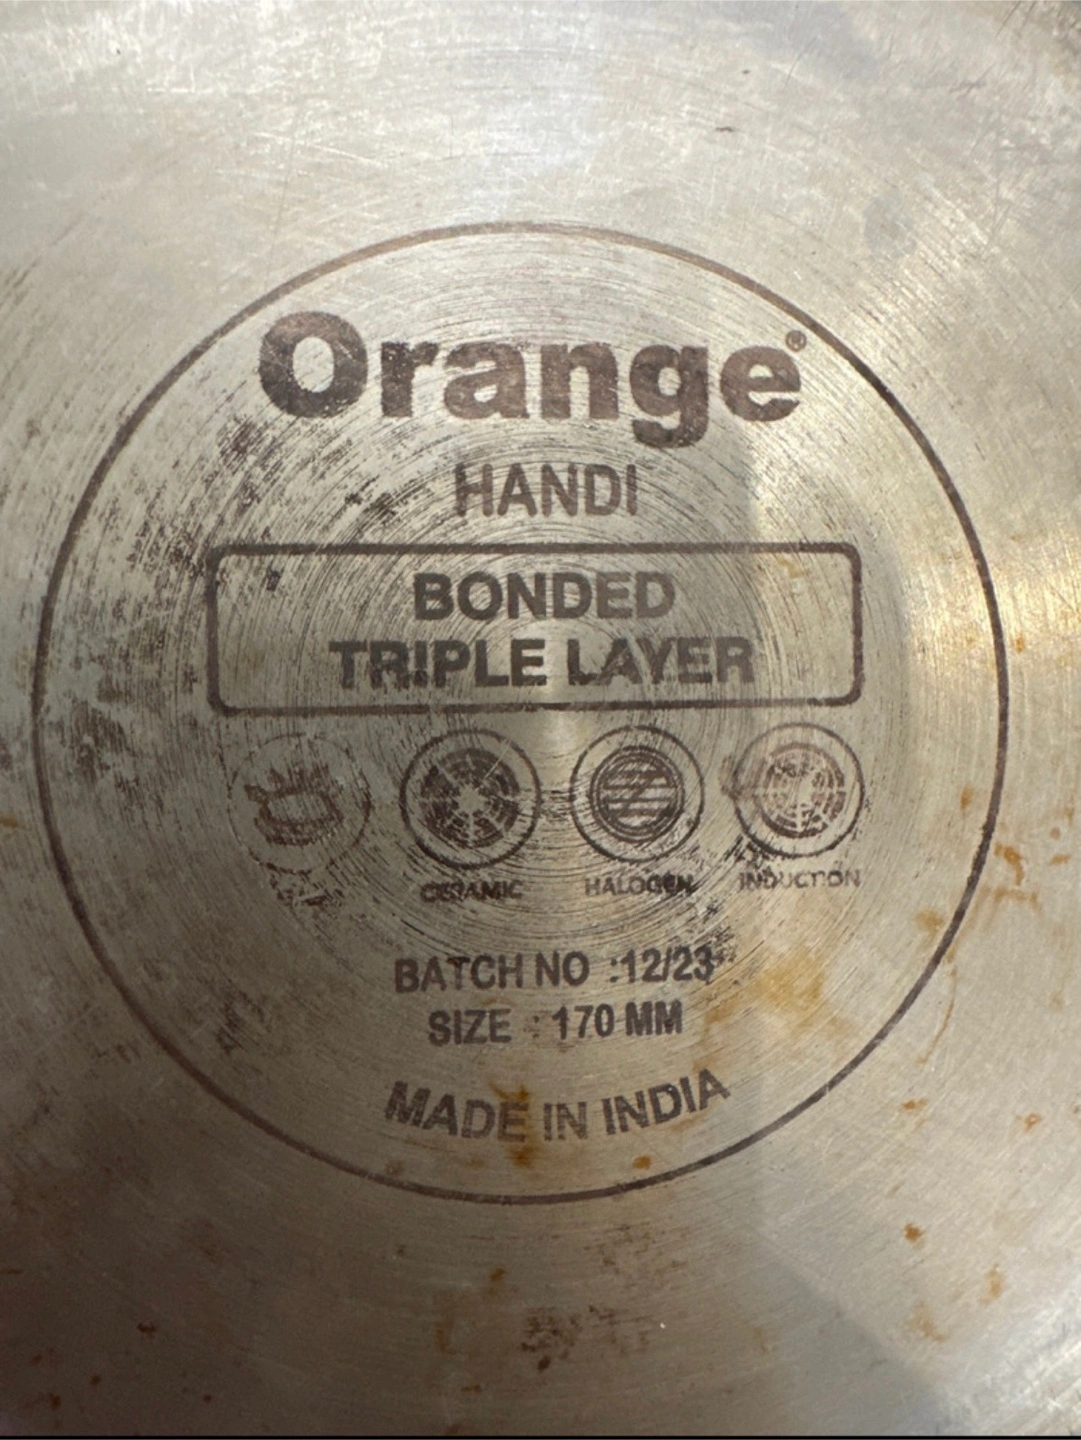 Orange®
HANDI
BONDED
TRIPLE LAYER
CERAMIC HALOGEN INDUCTION
BATCH NO :12/23
SIZE : 170 MM
MADE IN INDIA